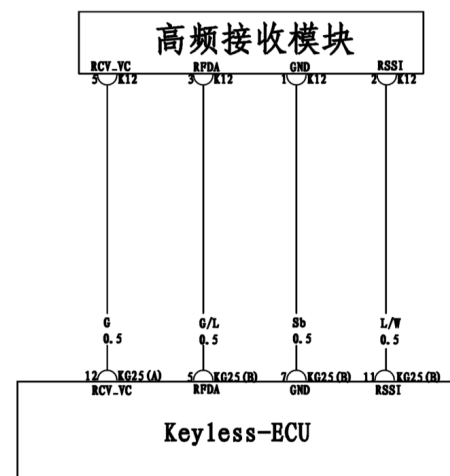 高频接收模块
RCV_VC RFDA GND RSSI
5 K12 3 K12 1 K12 2 K12
G G/L Sb L/W
0.5 0.5 0.5 0.5
12 KG25(A) 5 KG25(B) 7 KG25(B) 11 KG25(B)
RCV_VC RFDA GND RSSI
Keyless-ECU